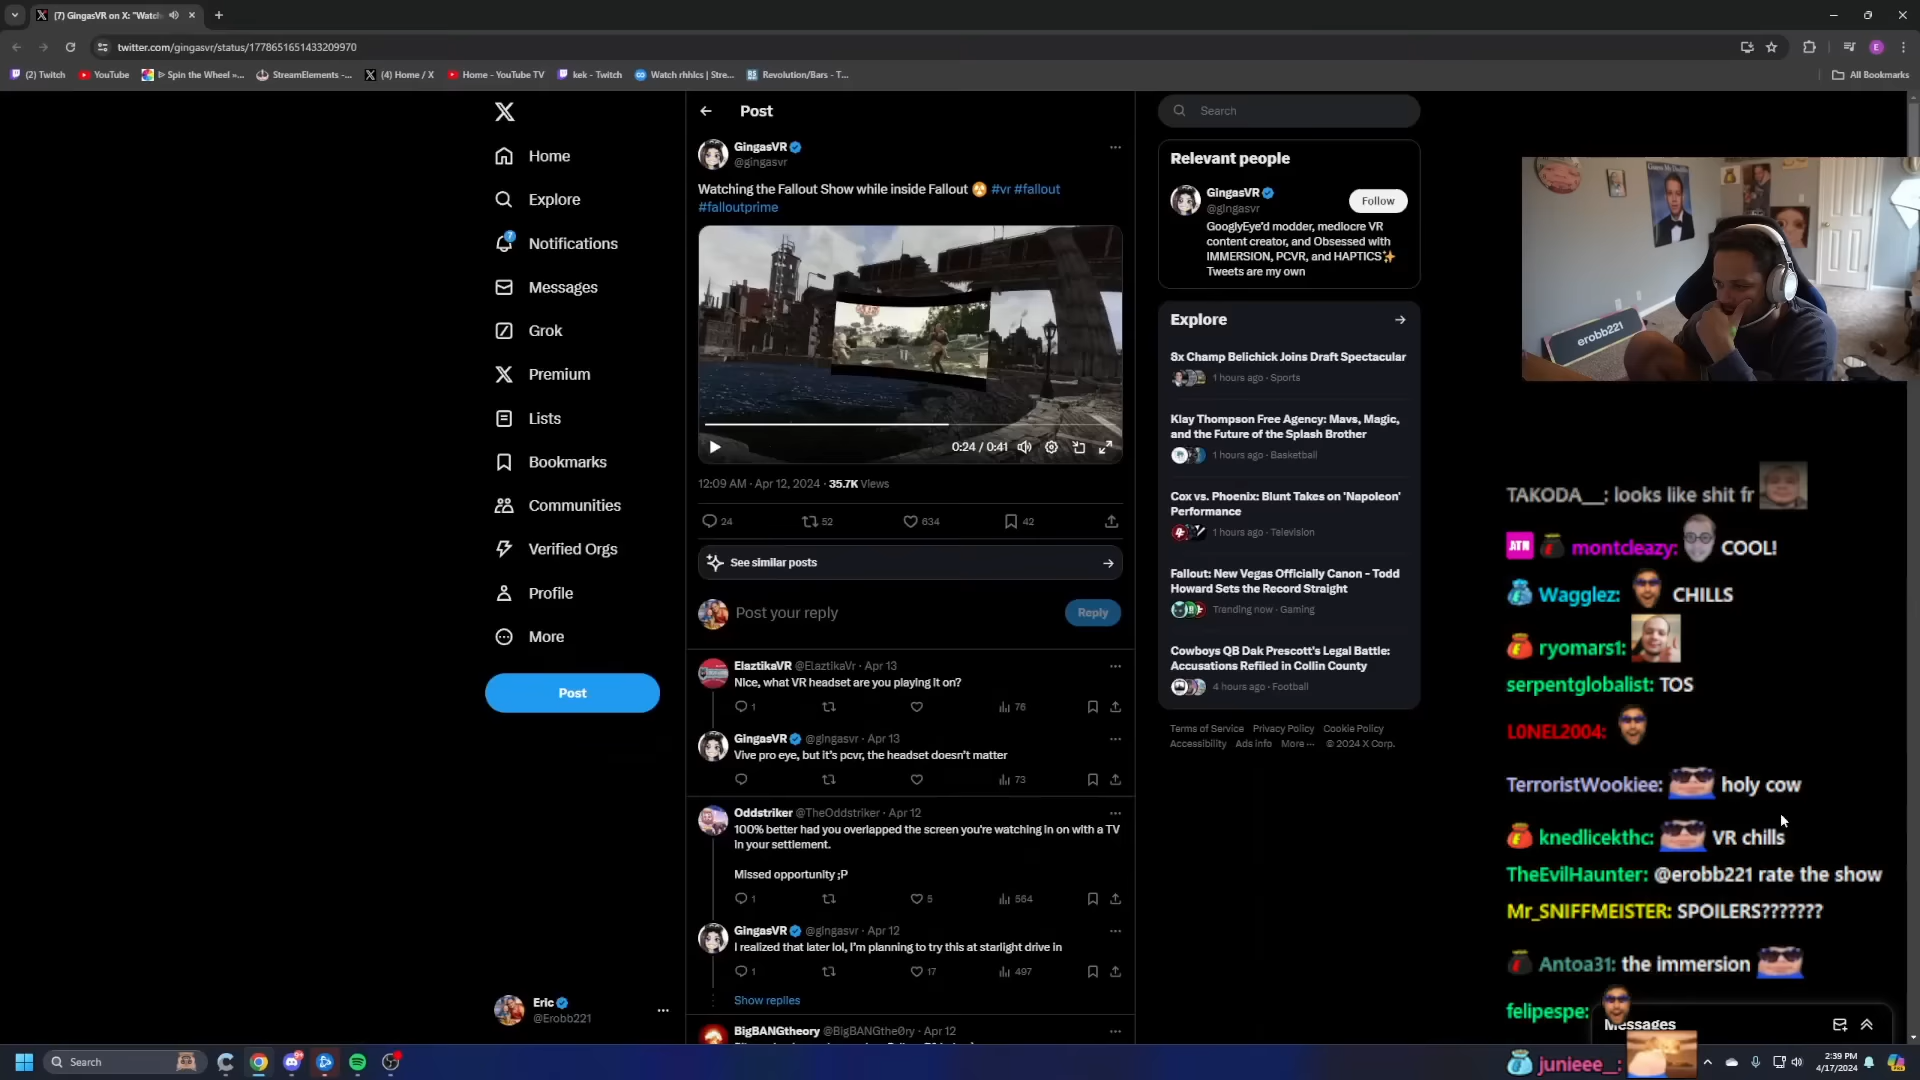 (7) GingasVR on X: "Watch
twitter.com/gingasvr/status/1778651651433209970
(2) Twitch
YouTube
Spin the Wheel »...
StreamElements -...
(4) Home / X
Home - YouTube TV
kek - Twitch
Watch rhhlcs | Stre...
Revolution/Bars - T...
All Bookmarks
Home
Explore
7
Notifications
Messages
Grok
Premium
Lists
Bookmarks
Communities
Verified Orgs
Profile
More
Post
Eric
@Erobb221
Post
GingasVR
@gingasvr
Watching the Fallout Show while inside Fallout #vr #fallout
#falloutprime
0:24 / 0:41
12:09 AM · Apr 12, 2024 · 35.7K Views
24 52 634 42
See similar posts
Post your reply
Reply
ElaztikaVR @ElaztikaVr · Apr 13
Nice, what VR headset are you playing it on?
1 76
GingasVR @gingasvr · Apr 13
Vive pro eye, but it's pcvr, the headset doesn't matter
73
Oddstriker @TheOddstriker · Apr 12
100% better had you overlapped the screen you're watching in on with a TV
in your settlement.
Missed opportunity ;P
1 5 564
GingasVR @gingasvr · Apr 12
I realized that later lol, I'm planning to try this at starlight drive in
1 17 497
Show replies
BigBANGtheory @BigBANGthe0ry · Apr 12
Search
Relevant people
GingasVR
@gingasvr
Follow
GooglyEye'd modder, mediocre VR
content creator, and Obsessed with
IMMERSION, PCVR, and HAPTICS
Tweets are my own
Explore
8x Champ Belichick Joins Draft Spectacular
1 hours ago · Sports
Klay Thompson Free Agency: Mavs, Magic,
and the Future of the Splash Brother
1 hours ago · Basketball
Cox vs. Phoenix: Blunt Takes on 'Napoleon'
Performance
1 hours ago · Television
Fallout: New Vegas Officially Canon - Todd
Howard Sets the Record Straight
Trending now · Gaming
Cowboys QB Dak Prescott's Legal Battle:
Accusations Refiled in Collin County
4 hours ago · Football
Terms of Service Privacy Policy Cookie Policy
Accessibility Ads info More ··· © 2024 X Corp.
erobb221
TAKODA__: looks like shit fr
montcleazy: COOL!
Wagglez: CHILLS
ryomars1:
serpentglobalist: TOS
L0NEL2004:
TerroristWookiee: holy cow
knedlicekthc: VR chills
TheEvilHaunter: @erobb221 rate the show
Mr_SNIFFMEISTER: SPOILERS???????
Antoa31: the immersion
felipespe:
Messages
junieee__:
Search
2:39 PM
4/17/2024